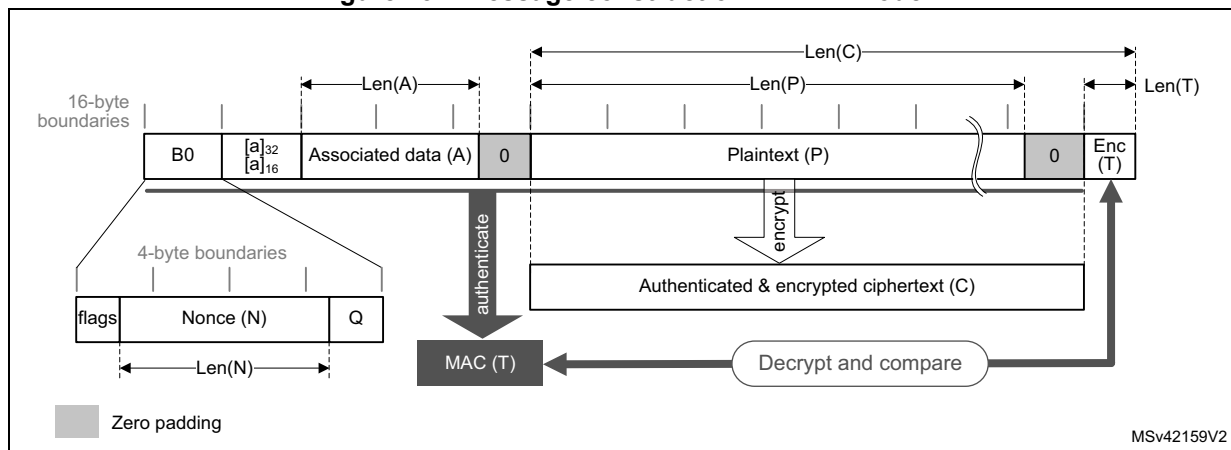 Len(C)
Len(A)
Len(P)
Len(T)
16-byte
boundaries
B0
[a]32
[a]16
Associated data (A)
0
Plaintext (P)
0
Enc
(T)
authenticate
encrypt
4-byte boundaries
Authenticated & encrypted ciphertext (C)
flags
Nonce (N)
Q
Len(N)
MAC (T)
Decrypt and compare
Zero padding
MSv42159V2